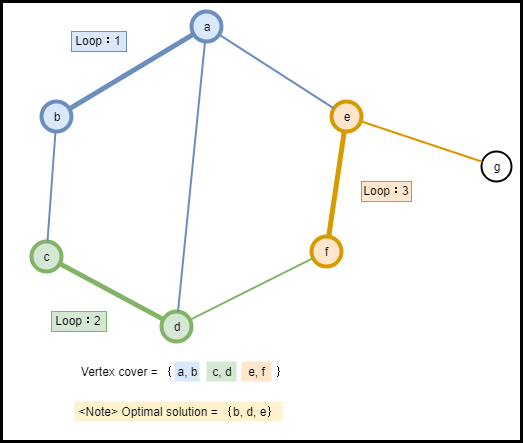 a
Loop：1
b
e
g
Loop：3
c
f
Loop：2
d
Vertex cover = {a, b c, d e, f }
<Note> Optimal solution = {b, d, e}